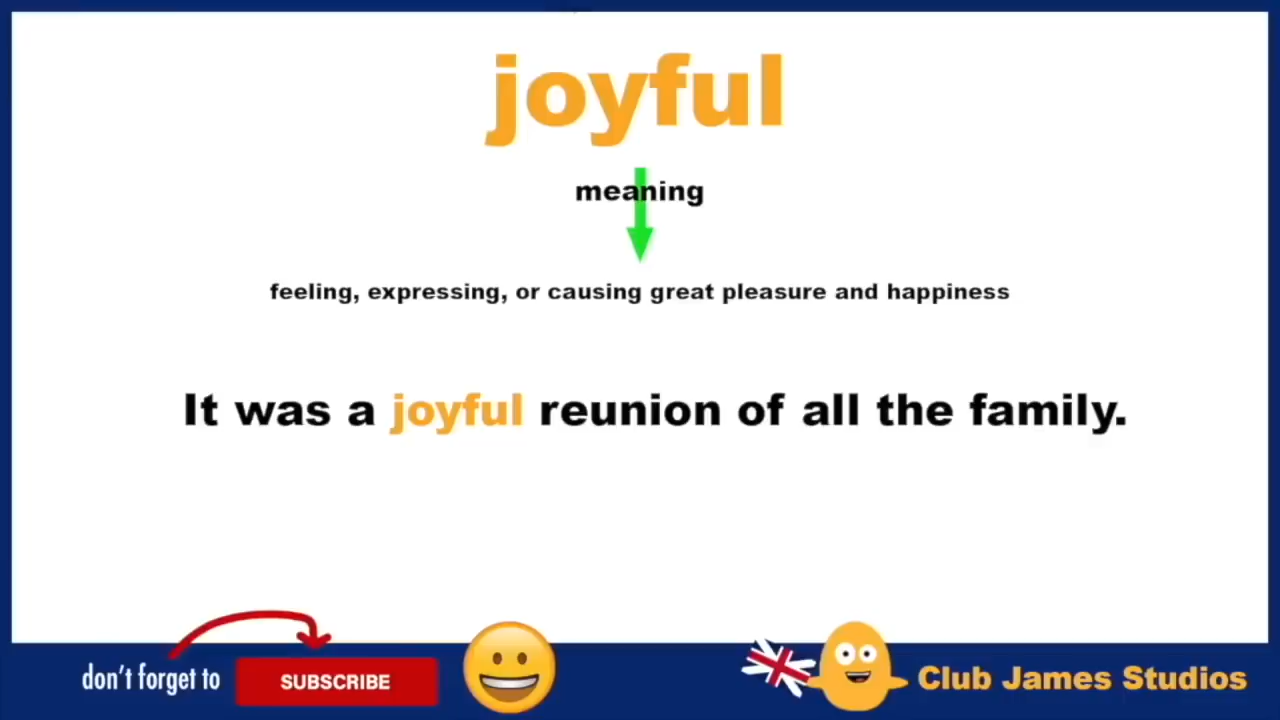 joyful
meaning
feeling, expressing, or causing great pleasure and happiness
It was a joyful reunion of all the family.
don't forget to SUBSCRIBE
Club James Studios